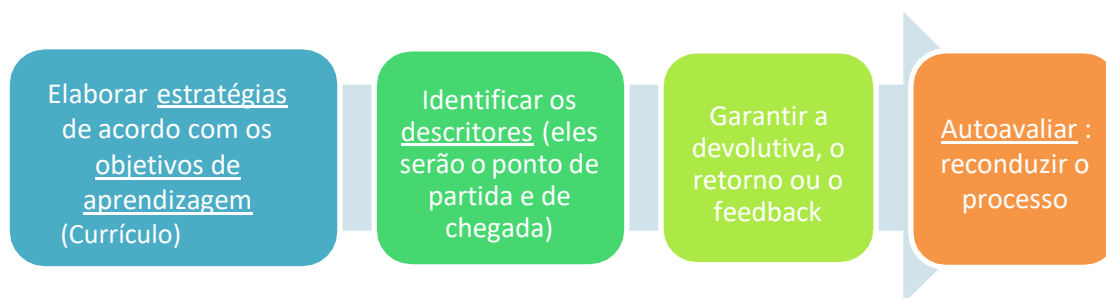 Elaborar estratégias
de acordo com os
objetivos de
aprendizagem
(Currículo)
Identificar os
descritores (eles
serão o ponto de
partida e de
chegada)
Garantir a
devolutiva, o
retorno ou o
feedback
Autoavaliar :
reconduzir o
processo